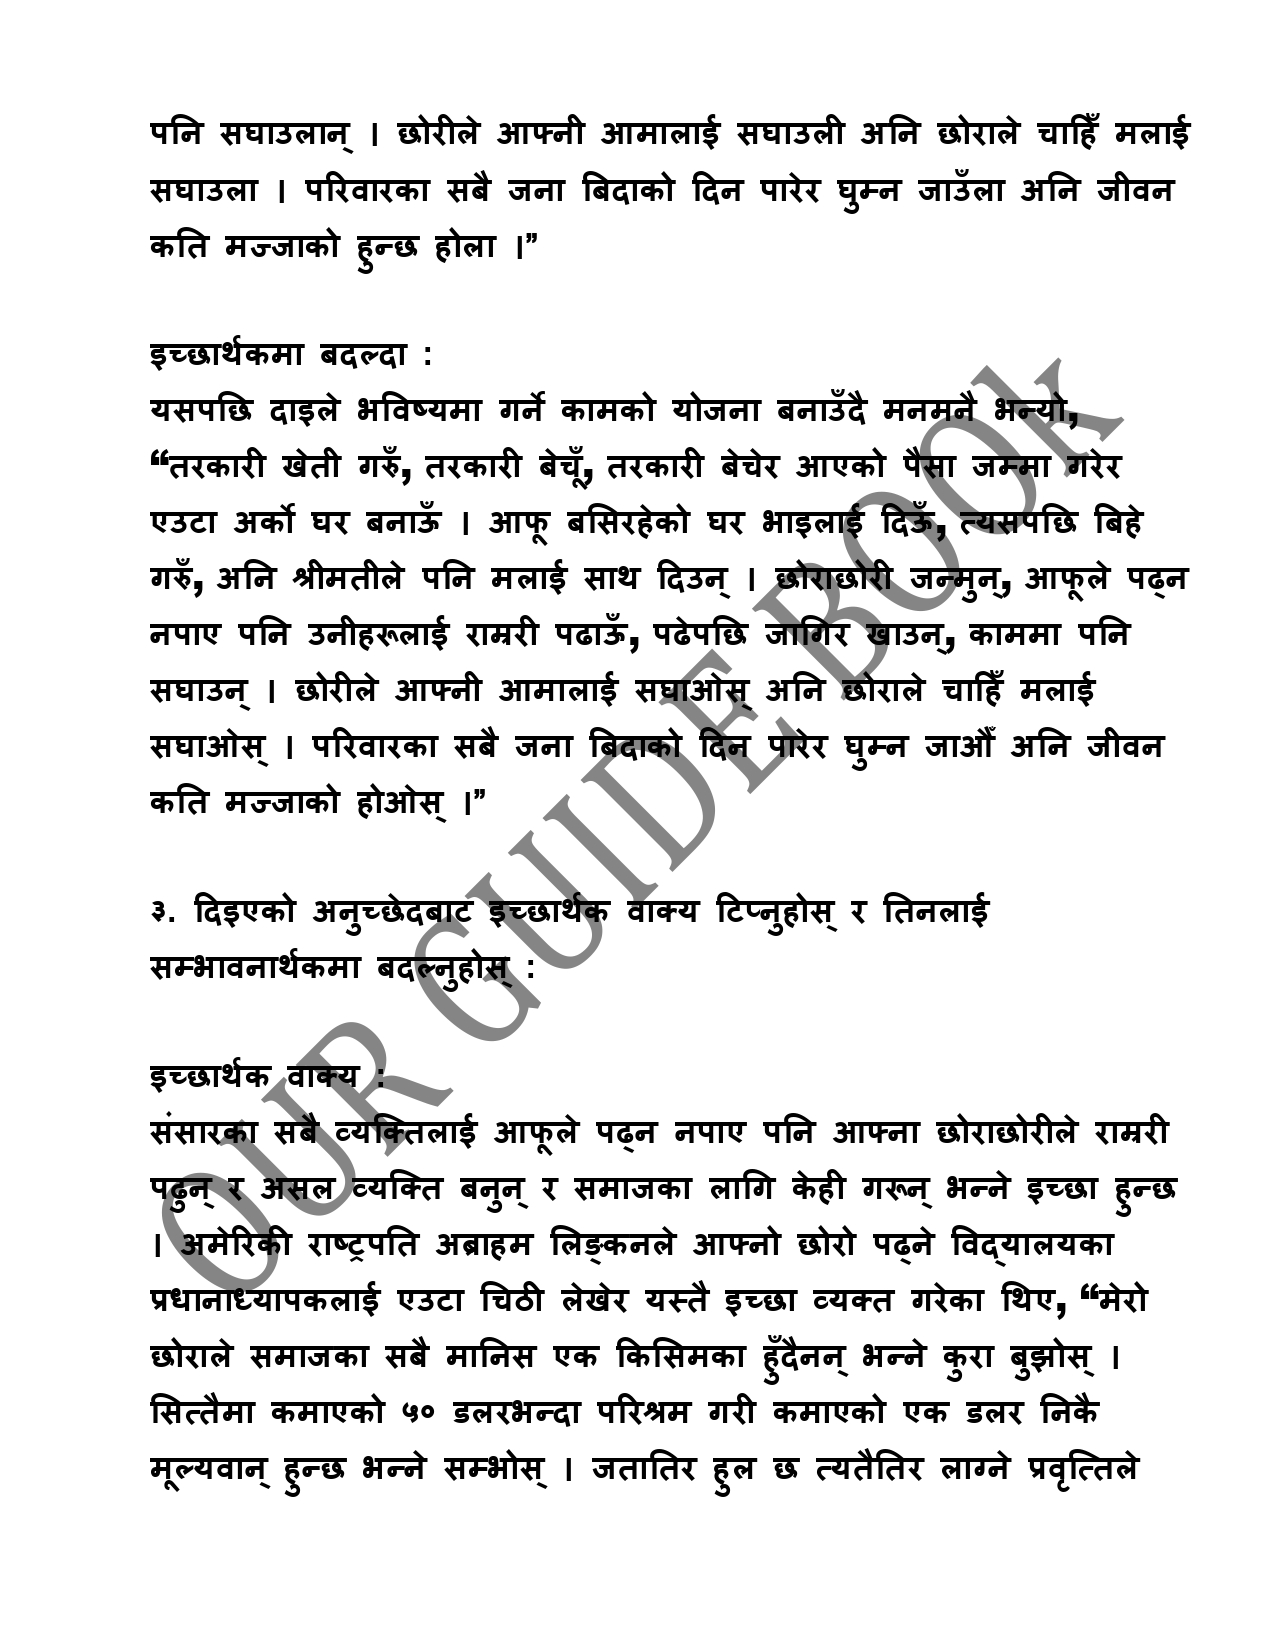 पनि सघाउलान् । छोरीले आफ्नी आमालाई सघाउली अनि छोराले चाहिँ मलाई
सघाउला । परिवारका सबै जना बिदाको दिन पारेर घुम्न जाउँला अनि जीवन
कति मज्जाको हुन्छ होला ।”
इच्छार्थकमा बदल्दा :
यसपछि दाइले भविष्यमा गर्ने कामको योजना बनाउँदै मनमनै भन्यो,
“तरकारी खेती गरुँ, तरकारी बेचूँ, तरकारी बेचेर आएको पैसा जम्मा गरेर
एउटा अर्को घर बनाऊँ । आफू बसिरहेको घर भाइलाई दिऊँ, त्यसपछि बिहे
गरुँ, अनि श्रीमतीले पनि मलाई साथ दिउन् । छोराछोरी जन्मुन्, आफूले पढ्न
नपाए पनि उनीहरूलाई राम्ररी पढाऊँ, पढेपछि जागिर खाउन्, काममा पनि
सघाउन् । छोरीले आफ्नी आमालाई सघाओस् अनि छोराले चाहिँ मलाई
सघाओस् । परिवारका सबै जना बिदाको दिन पारेर घुम्न जाऔँ अनि जीवन
कति मज्जाको होओस् ।”
३. दिइएको अनुच्छेदबाट इच्छार्थक वाक्य टिप्नुहोस् र तिनलाई
सम्भावनार्थकमा बदल्नुहोस् :
इच्छार्थक वाक्य :
संसारका सबै व्यक्तिलाई आफूले पढ्न नपाए पनि आफ्ना छोराछोरीले राम्ररी
पढुन् र असल व्यक्ति बनुन् र समाजका लागि केही गरून् भन्ने इच्छा हुन्छ
। अमेरिकी राष्ट्रपति अब्राहम लिङ्कनले आफ्नो छोरो पढ्ने विद्यालयका
प्रधानाध्यापकलाई एउटा चिठी लेखेर यस्तै इच्छा व्यक्त गरेका थिए, “मेरो
छोराले समाजका सबै मानिस एक किसिमका हुँदैनन् भन्ने कुरा बुझोस् ।
सित्तैमा कमाएको ५० डलरभन्दा परिश्रम गरी कमाएको एक डलर निकै
मूल्यवान् हुन्छ भन्ने सम्भोस् । जतातिर हुल छ त्यतैतिर लाग्ने प्रवृत्तिले
OUR GUIDE BOOk